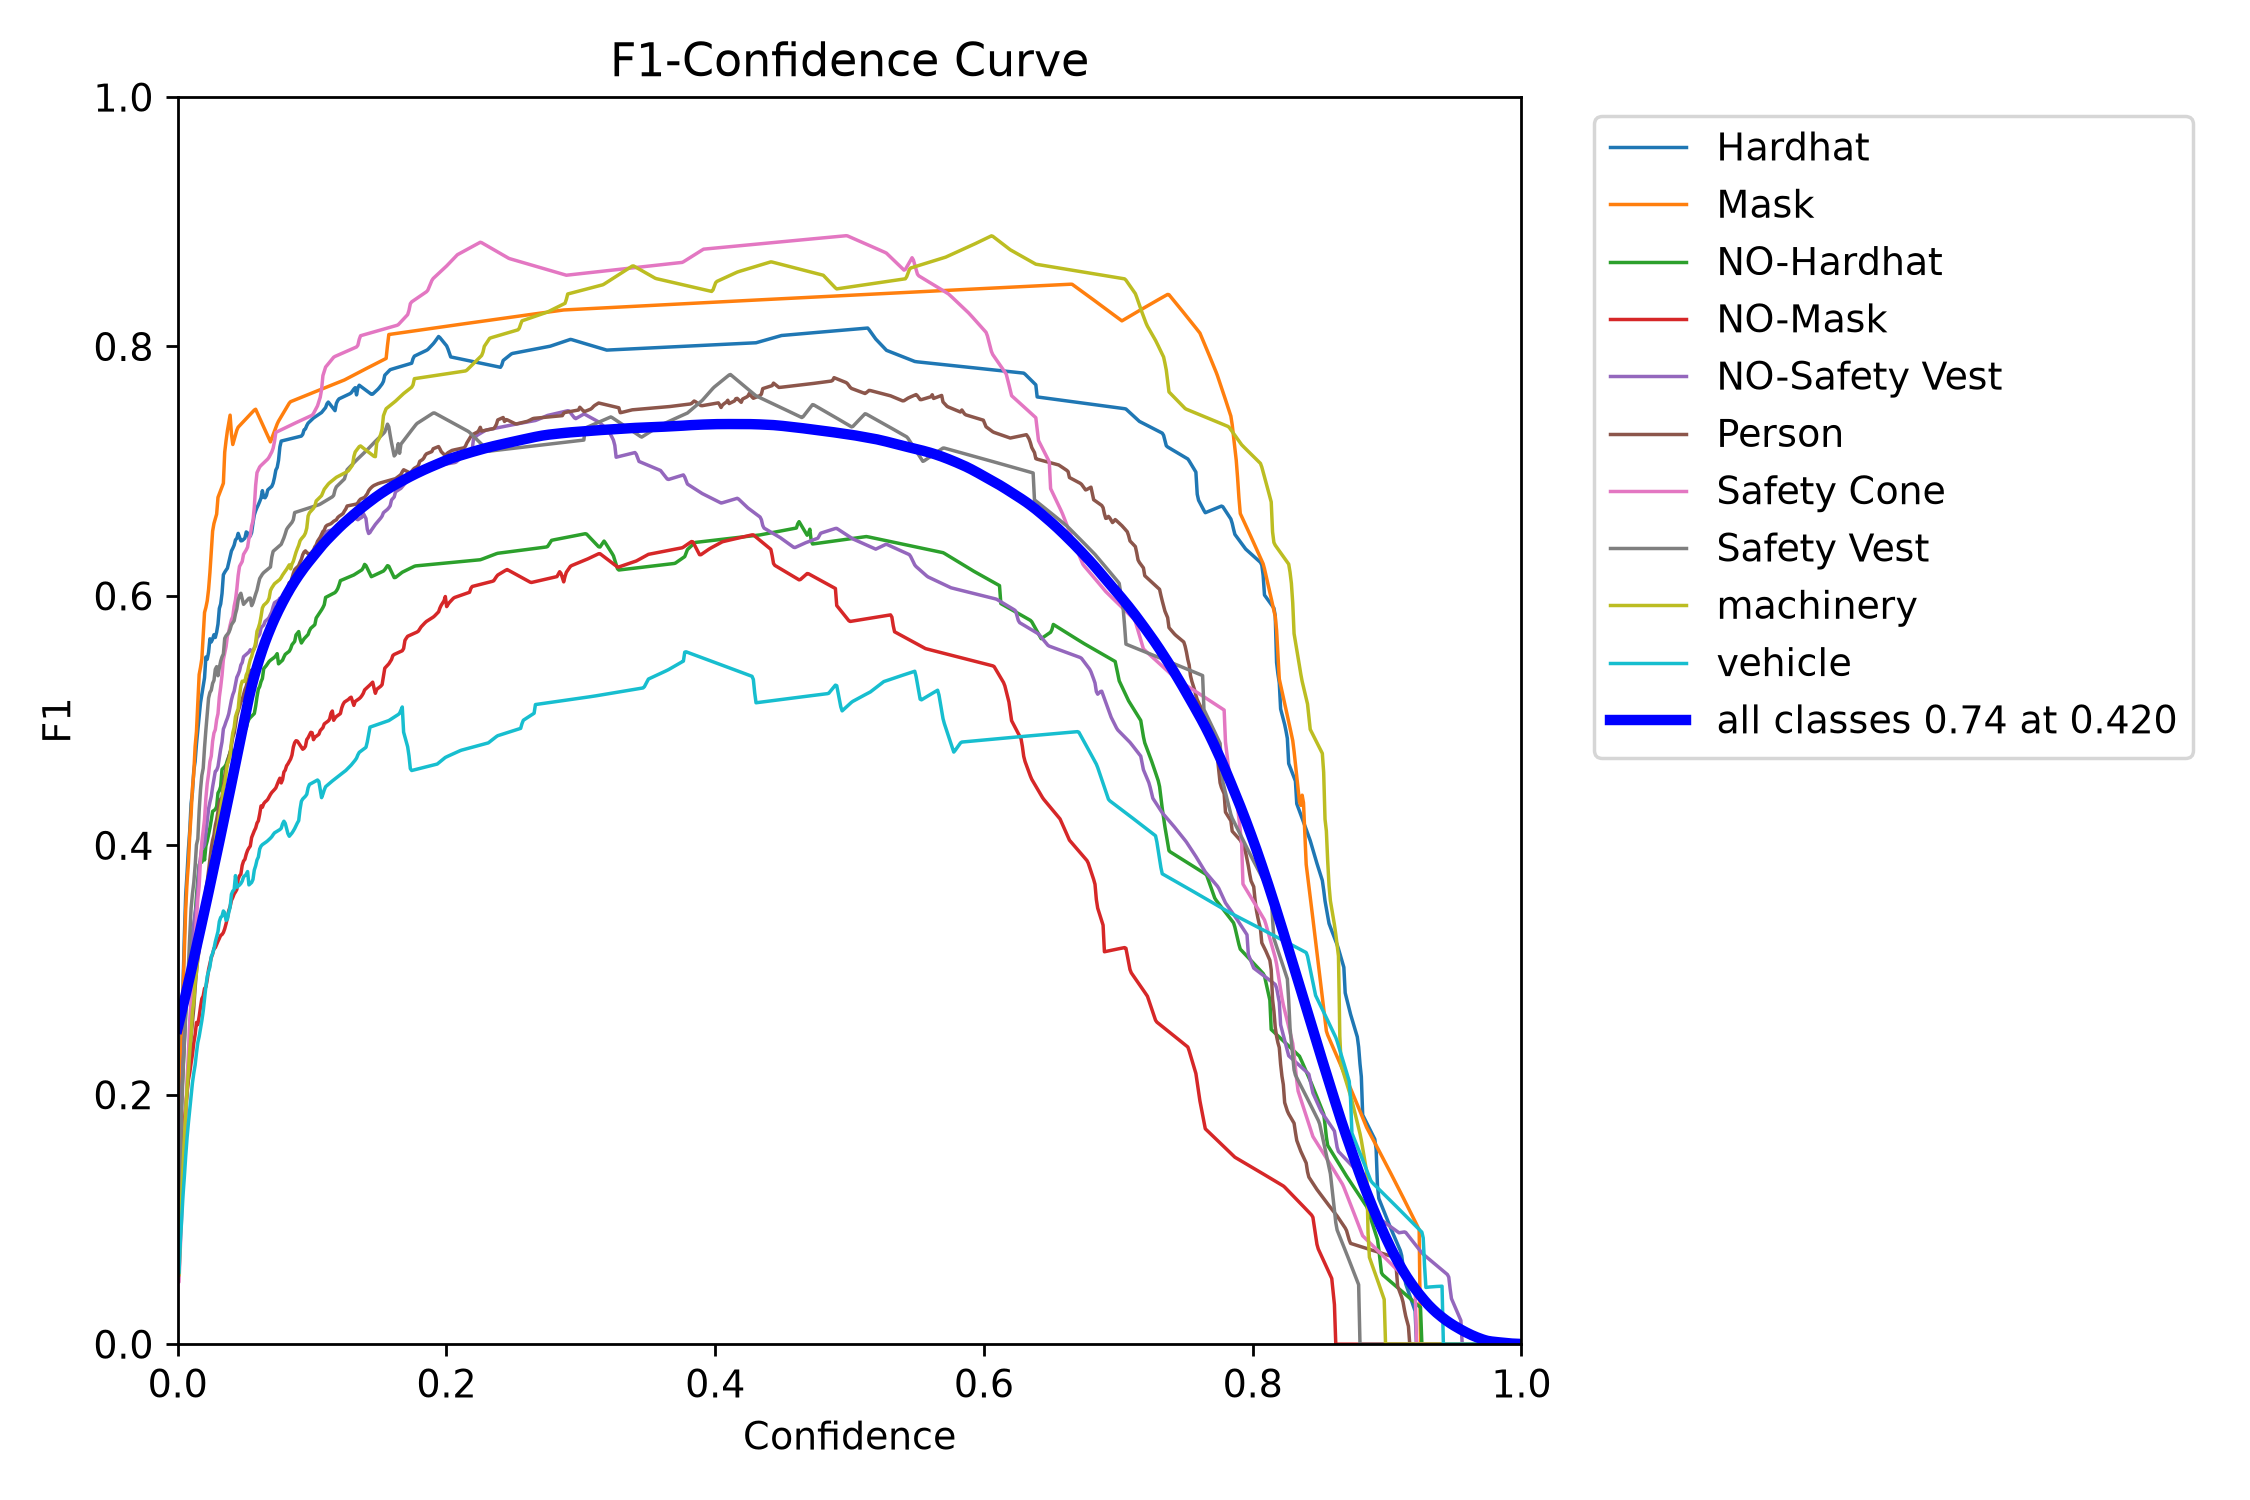 F1-Confidence Curve
1.0
0.8
0.6
0.4
0.2
0.0
F1
0.0 0.2 0.4 0.6 0.8 1.0
Confidence
Hardhat
Mask
NO-Hardhat
NO-Mask
NO-Safety Vest
Person
Safety Cone
Safety Vest
machinery
vehicle
all classes 0.74 at 0.420